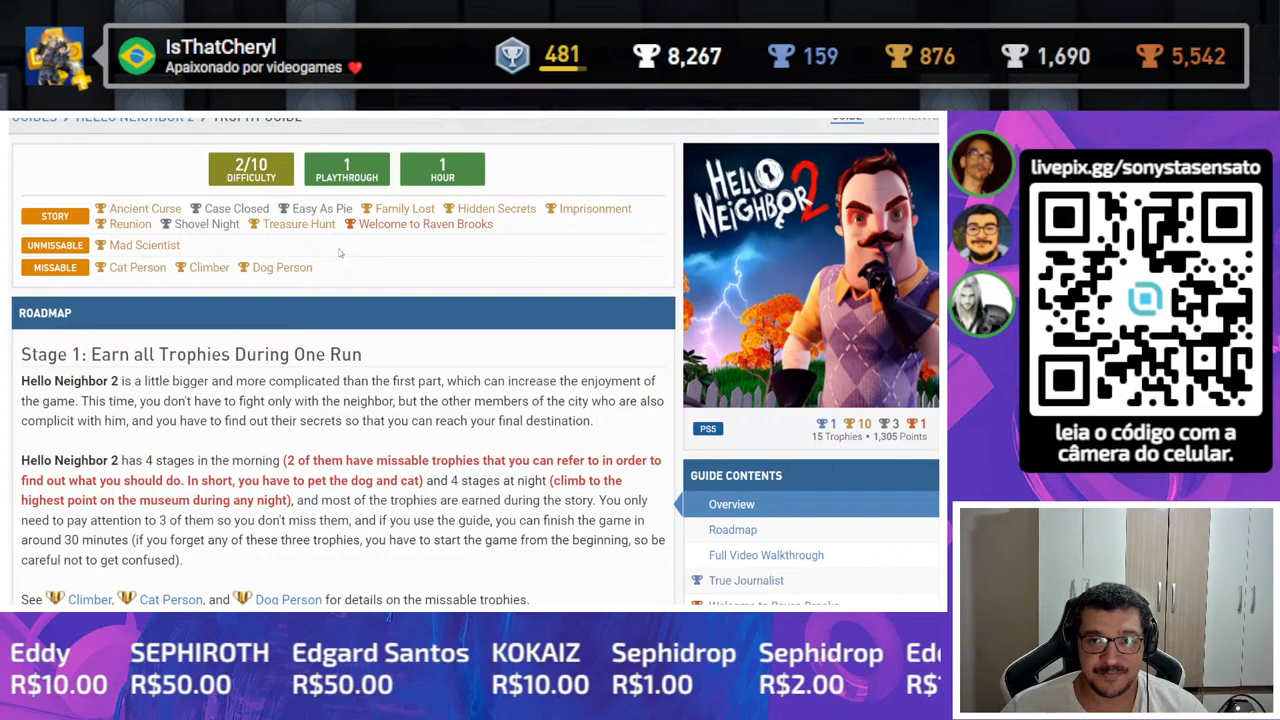 IsThatCheryl
Apaixonado por videogames ❤
481
8,267
159
876
1,690
5,542
GUIDES / HELLO NEIGHBOR 2 / TROPHY GUIDE
GUIDE
2/10
DIFFICULTY
1
PLAYTHROUGH
1
HOUR
STORY
Ancient Curse Case Closed Easy As Pie Family Lost Hidden Secrets Imprisonment
Reunion Shovel Night Treasure Hunt Welcome to Raven Brooks
UNMISSABLE
Mad Scientist
MISSABLE
Cat Person Climber Dog Person
ROADMAP
Stage 1: Earn all Trophies During One Run
Hello Neighbor 2 is a little bigger and more complicated than the first part, which can increase the enjoyment of
the game. This time, you don't have to fight only with the neighbor, but the other members of the city who are also
complicit with him, and you have to find out their secrets so that you can reach your final destination.
Hello Neighbor 2 has 4 stages in the morning (2 of them have missable trophies that you can refer to in order to
find out what you should do. In short, you have to pet the dog and cat) and 4 stages at night (climb to the
highest point on the museum during any night), and most of the trophies are earned during the story. You only
need to pay attention to 3 of them so you don't miss them, and if you use the guide, you can finish the game in
around 30 minutes (if you forget any of these three trophies, you have to start the game from the beginning, so be
careful not to get confused).
See Climber, Cat Person, and Dog Person for details on the missable trophies.
HELLO
NEIGHBOR 2
PS5
1 10 3 1
15 Trophies • 1,305 Points
GUIDE CONTENTS
Overview
Roadmap
Full Video Walkthrough
True Journalist
Welcome to Raven Brooks
livepix.gg/sonystasensato
leia o código com a
câmera do celular.
Eddy
R$10.00
SEPHIROTH
R$50.00
Edgard Santos
R$50.00
KOKAIZ
R$10.00
Sephidrop
R$1.00
Sephidrop
R$2.00